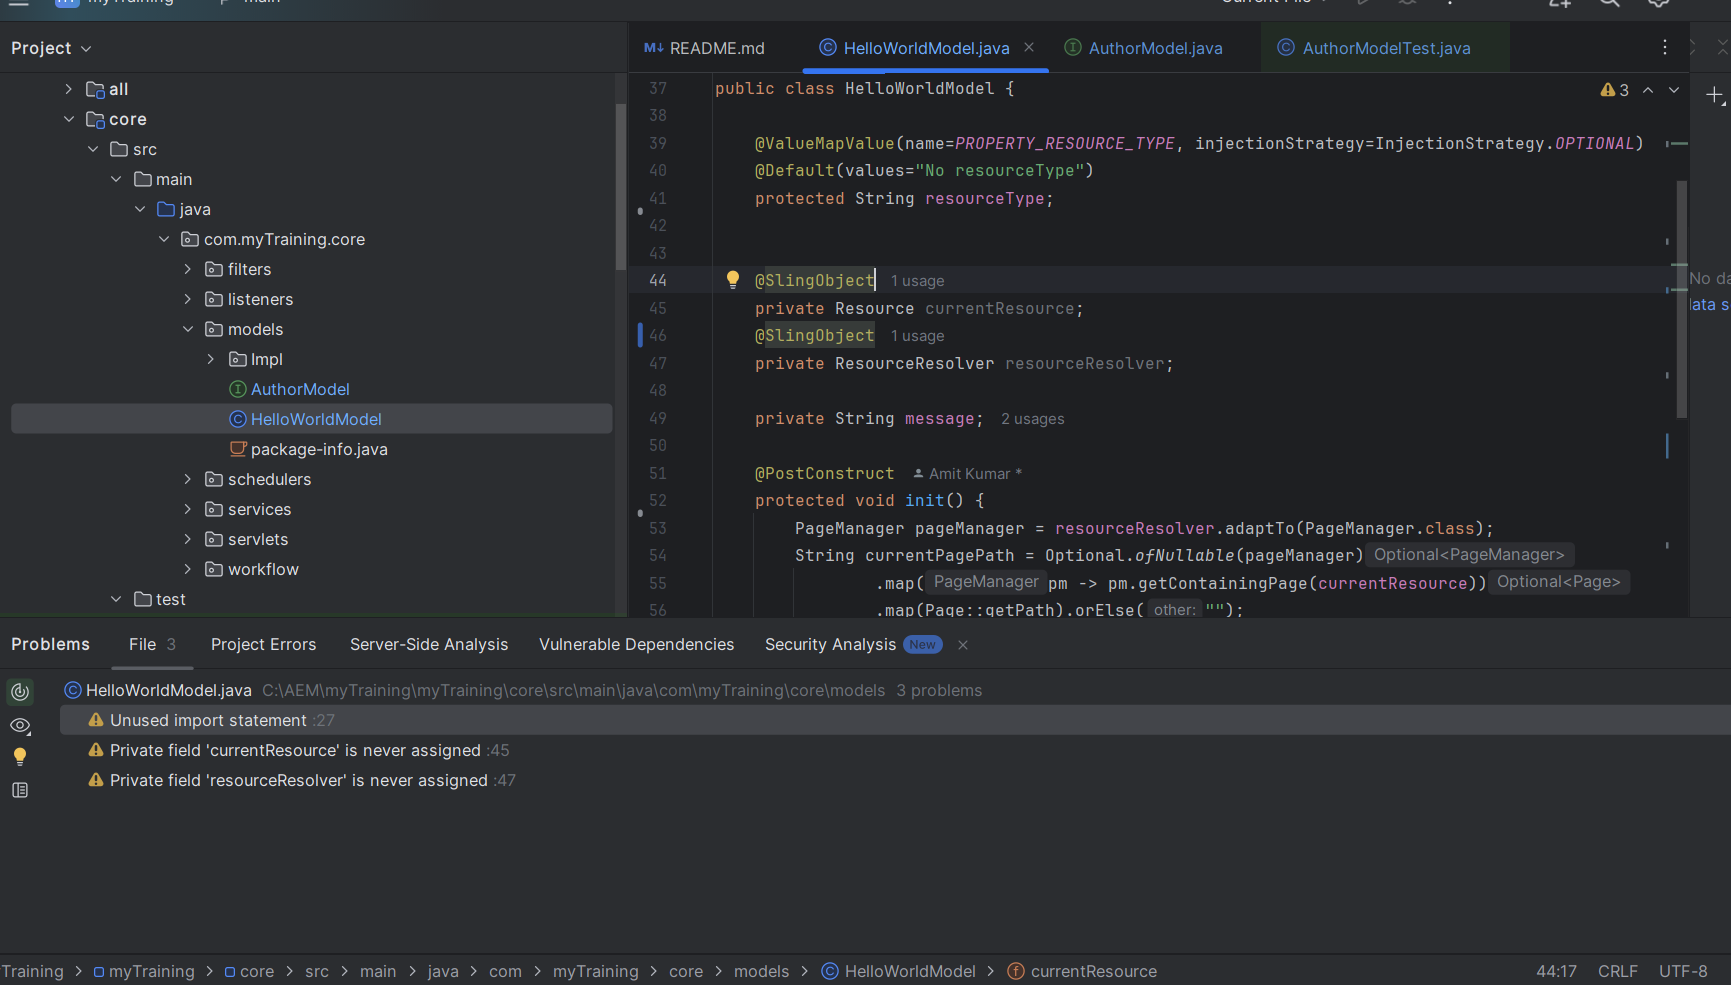 myTraining main Current File
Project
README.md HelloWorldModel.java AuthorModel.java AuthorModelTest.java
all
core
src
main
java
com.myTraining.core
filters
listeners
models
Impl
AuthorModel
HelloWorldModel
package-info.java
schedulers
services
servlets
workflow
test
37 public class HelloWorldModel {
3
38
39 @ValueMapValue(name=PROPERTY_RESOURCE_TYPE, injectionStrategy=InjectionStrategy.OPTIONAL)
40 @Default(values="No resourceType")
41 protected String resourceType;
42
43
44 @SlingObject 1 usage
45 private Resource currentResource;
46 @SlingObject 1 usage
47 private ResourceResolver resourceResolver;
48
49 private String message; 2 usages
50
51 @PostConstruct Amit Kumar *
52 protected void init() {
53 PageManager pageManager = resourceResolver.adaptTo(PageManager.class);
54 String currentPagePath = Optional.ofNullable(pageManager) Optional<PageManager>
55 .map( PageManager pm -> pm.getContainingPage(currentResource)) Optional<Page>
56 .map(Page::getPath).orElse( other: "");
No da
lata s
Problems File 3 Project Errors Server-Side Analysis Vulnerable Dependencies Security Analysis New
HelloWorldModel.java C:\AEM\myTraining\myTraining\core\src\main\java\com\myTraining\core\models 3 problems
Unused import statement :27
Private field 'currentResource' is never assigned :45
Private field 'resourceResolver' is never assigned :47
yTraining > myTraining > core > src > main > java > com > myTraining > core > models > HelloWorldModel > currentResource 44:17 CRLF UTF-8